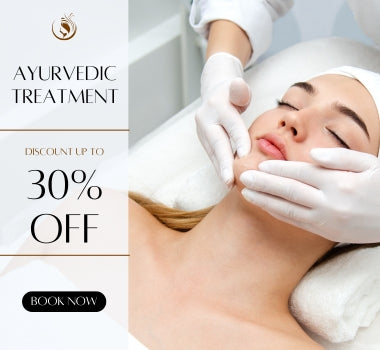 AYURVEDIC
TREATMENT
DISCOUNT UP TO
30%
OFF
BOOK NOW